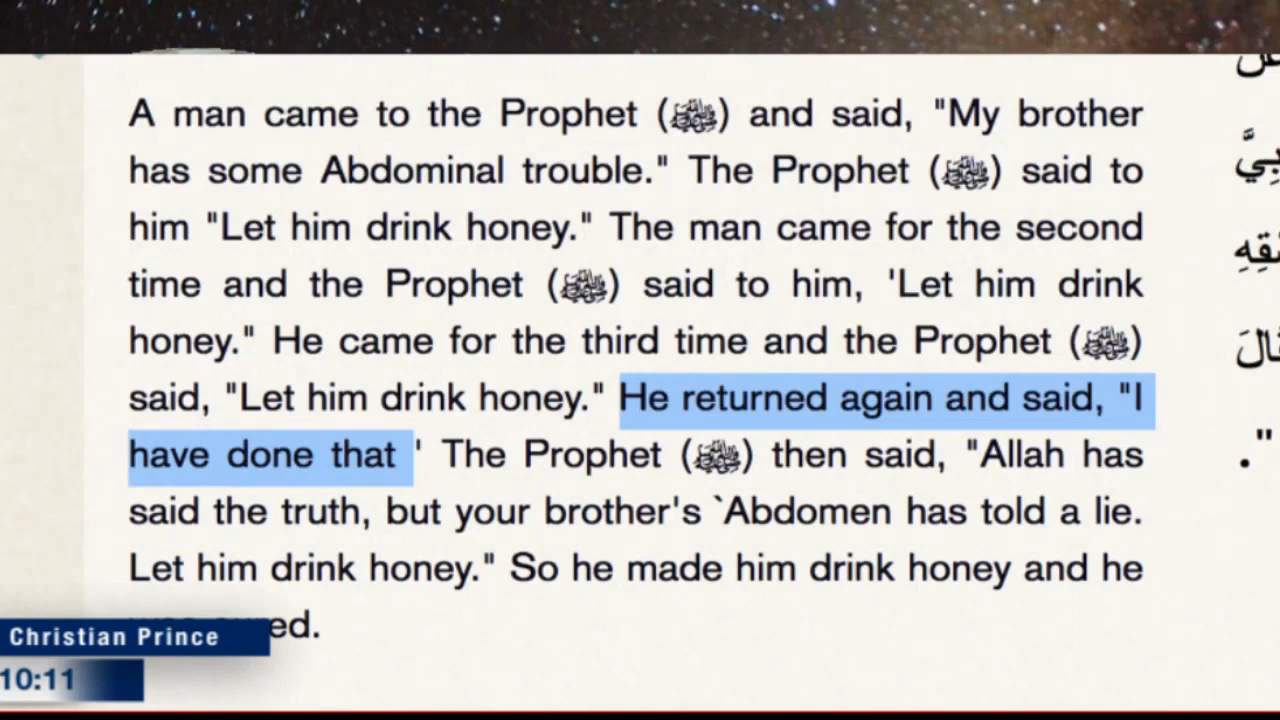 A man came to the Prophet (ﷺ) and said, "My brother
has some Abdominal trouble." The Prophet (ﷺ) said to
him "Let him drink honey." The man came for the second
time and the Prophet (ﷺ) said to him, 'Let him drink
honey." He came for the third time and the Prophet (ﷺ)
said, "Let him drink honey." He returned again and said, "I
have done that ' The Prophet (ﷺ) then said, "Allah has
said the truth, but your brother's `Abdomen has told a lie.
Let him drink honey." So he made him drink honey and he
Christian Prince
10:11
قَالَ
."